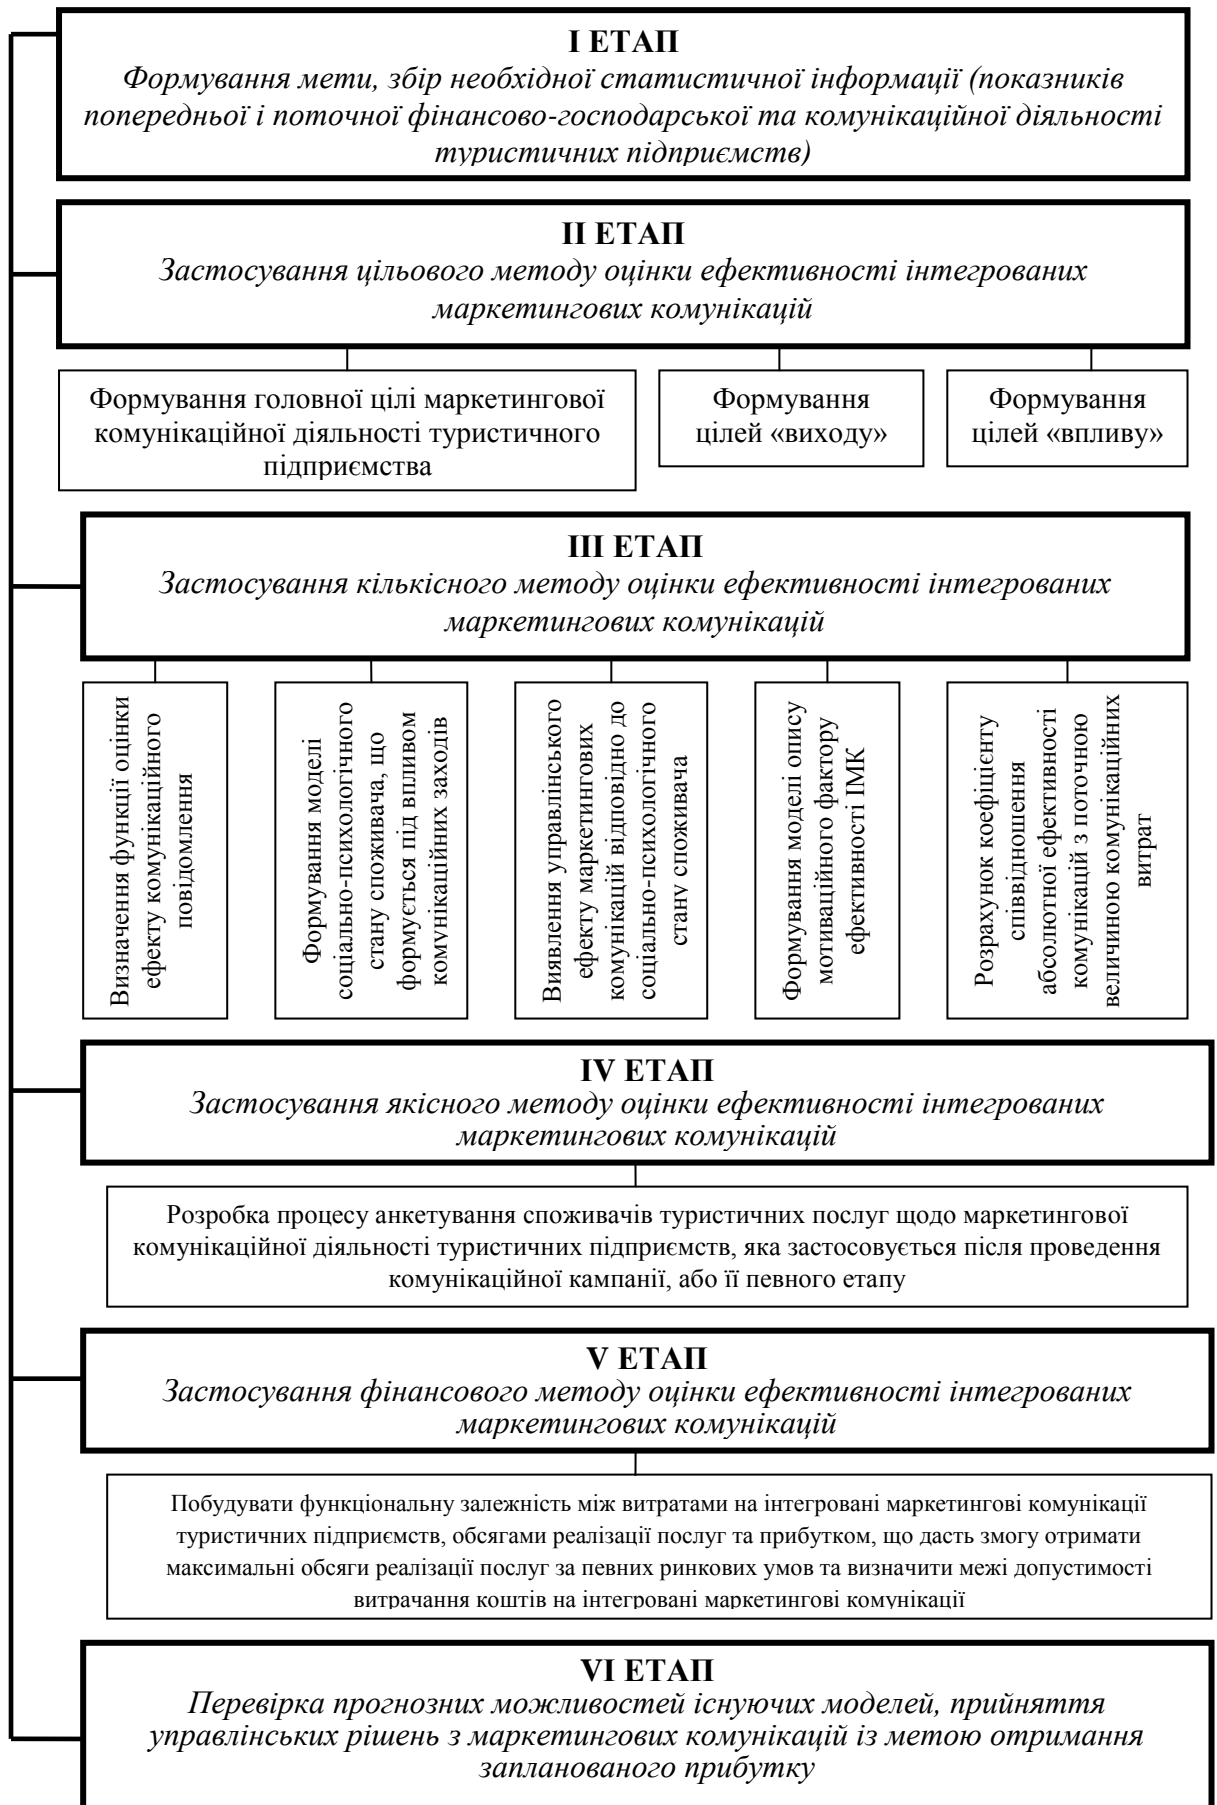 І ЕТАП
Формування мети, збір необхідної статистичної інформації (показників
попередньої і поточної фінансово-господарської та комунікаційної діяльності
туристичних підприємств)
ІІ ЕТАП
Застосування цільового методу оцінки ефективності інтегрованих
маркетингових комунікацій
Формування головної цілі маркетингової
комунікаційної діяльності туристичного
підприємства
Формування
цілей «виходу»
Формування
цілей «впливу»
ІІІ ЕТАП
Застосування кількісного методу оцінки ефективності інтегрованих
маркетингових комунікацій
Визначення функції оцінки
ефекту комунікаційного
повідомлення
Формування моделі
соціально-психологічного
стану споживача, що
формується під впливом
комунікаційних заходів
Виявлення управлінського
ефекту маркетингових
комунікацій відповідно до
соціально-психологічного
стану споживача
Формування моделі опису
мотиваційного фактору
ефективності ІМК
Розрахунок коефіцієнту
співвідношення
абсолютної ефективності
комунікацій з поточною
величиною комунікаційних
витрат
IV ЕТАП
Застосування якісного методу оцінки ефективності інтегрованих
маркетингових комунікацій
Розробка процесу анкетування споживачів туристичних послуг щодо маркетингової
комунікаційної діяльності туристичних підприємств, яка застосовується після проведення
комунікаційної кампанії, або її певного етапу
V ЕТАП
Застосування фінансового методу оцінки ефективності інтегрованих
маркетингових комунікацій
Побудувати функціональну залежність між витратами на інтегровані маркетингові комунікації
туристичних підприємств, обсягами реалізації послуг та прибутком, що дасть змогу отримати
максимальні обсяги реалізації послуг за певних ринкових умов та визначити межі допустимості
витрачання коштів на інтегровані маркетингові комунікації
VI ЕТАП
Перевірка прогнозних можливостей існуючих моделей, прийняття
управлінських рішень з маркетингових комунікацій із метою отримання
запланованого прибутку